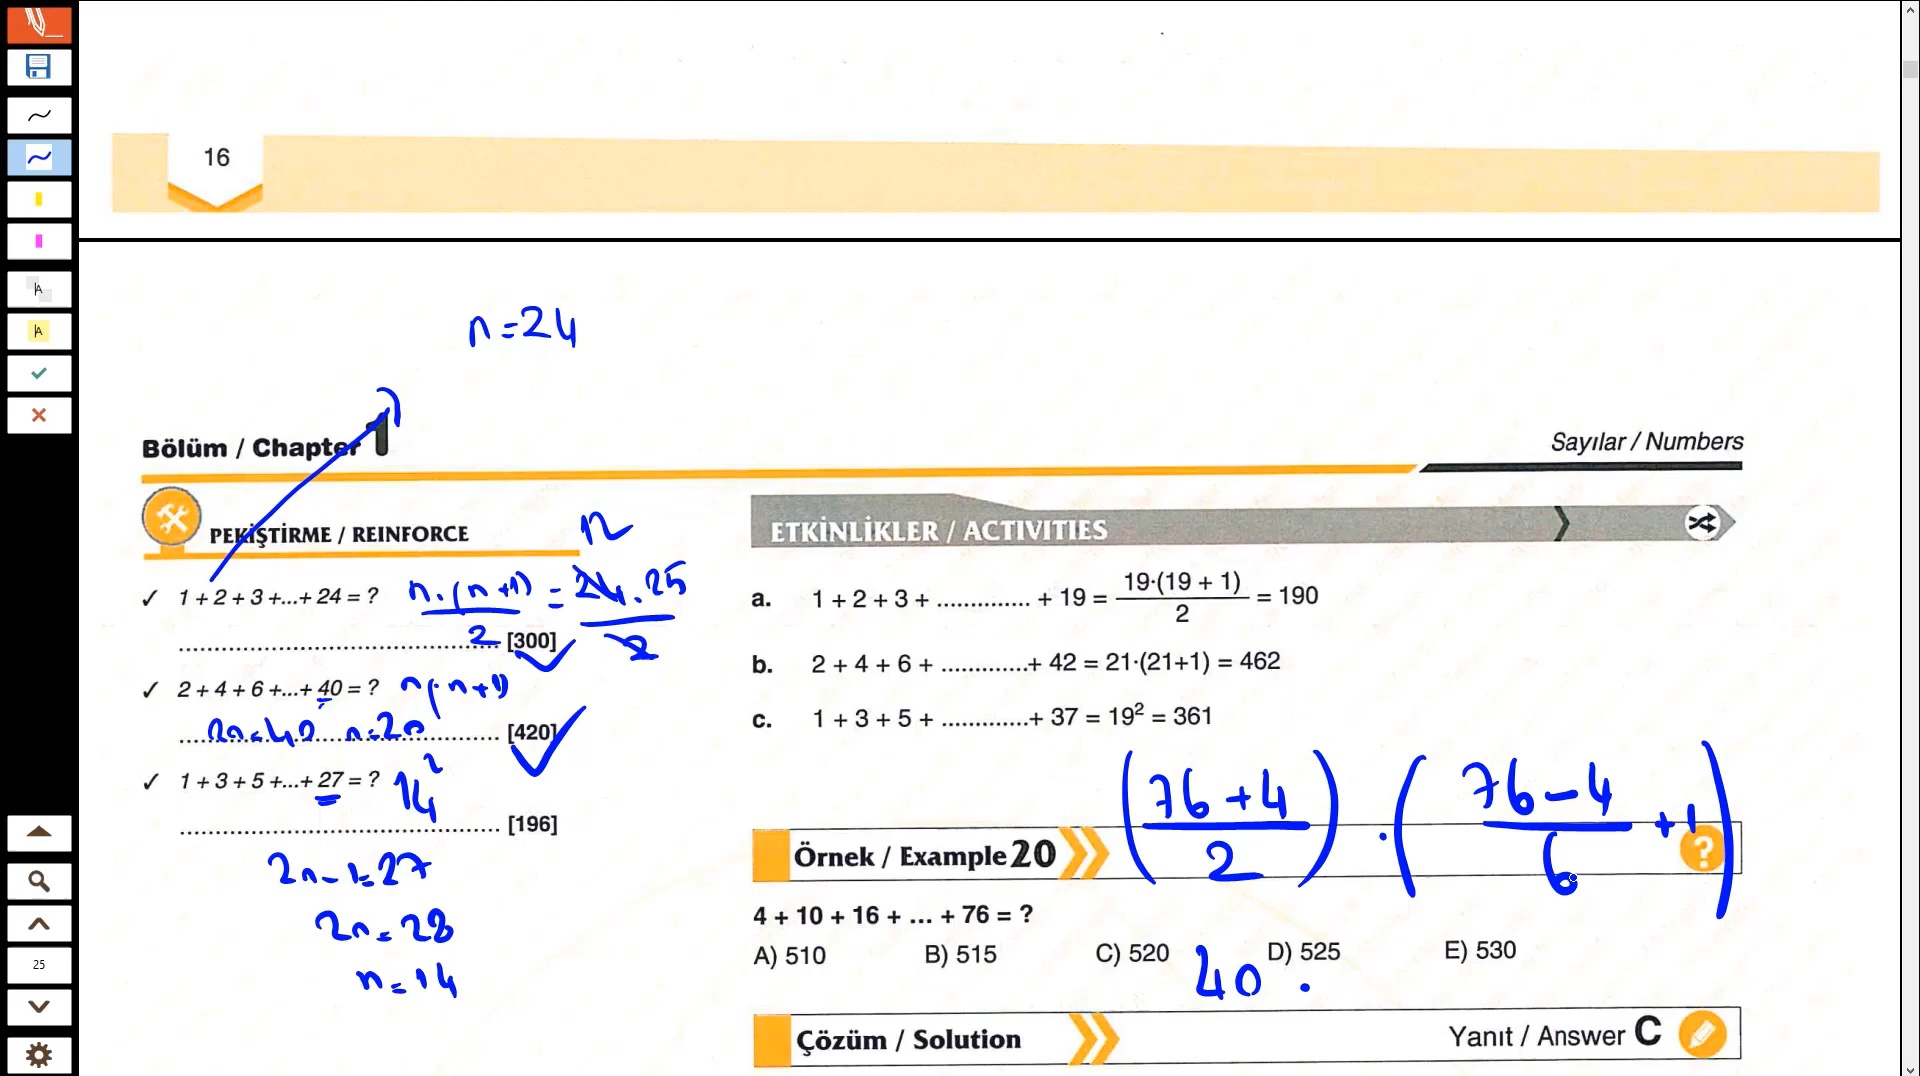 16
n=24
Bölüm / Chapter 1
Sayılar / Numbers
PEKİŞTİRME / REINFORCE
12
✓ 1 + 2 + 3 +...+ 24 = ? n.(n+1)/2 = 24.25/2
[300]
✓ 2 + 4 + 6 +...+ 40 = ? n(n+1)
2n=40 n=20 [420]
✓ 1 + 3 + 5 +...+ 27 = ? 14²
[196]
2n-1=27
2n=28
n=14
ETKİNLİKLER / ACTIVITIES
a. 1 + 2 + 3 + .............. + 19 = 19·(19 + 1)/2 = 190
b. 2 + 4 + 6 + .............+ 42 = 21·(21+1) = 462
c. 1 + 3 + 5 + .............+ 37 = 19² = 361
(76+4/2).(76-4/6+1)
Örnek / Example 20
?
4 + 10 + 16 + ... + 76 = ?
A) 510 B) 515 C) 520 D) 525 E) 530
40 .
Çözüm / Solution
Yanıt / Answer C
25